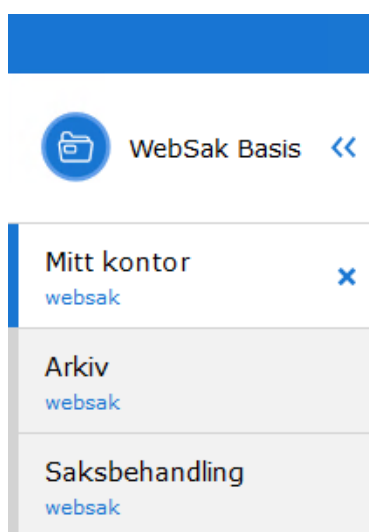 WebSak Basis
Mitt kontor
websak
Arkiv
websak
Saksbehandling
websak